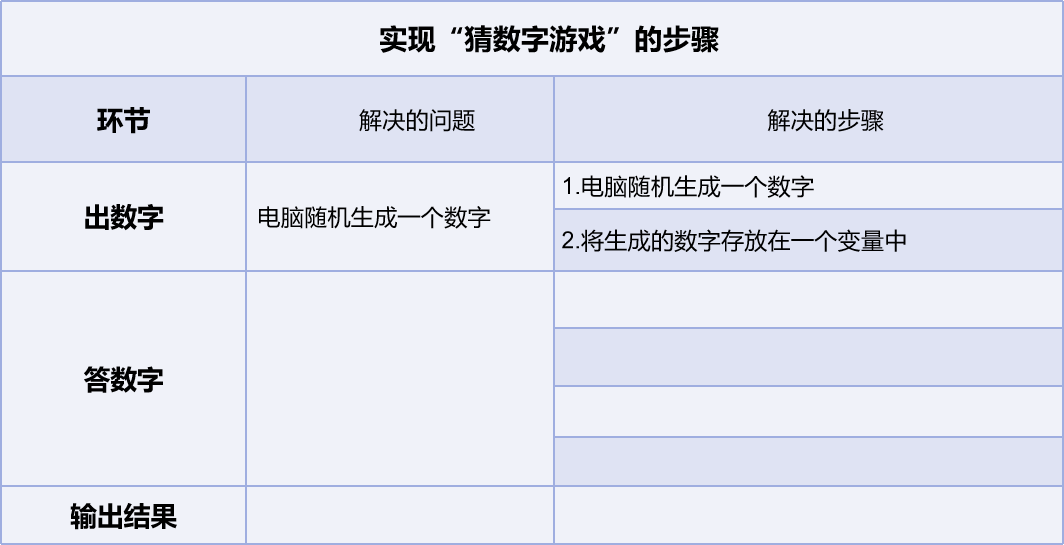 实现“猜数字游戏”的步骤
环节
解决的问题
解决的步骤
出数字
电脑随机生成一个数字
1.电脑随机生成一个数字
2.将生成的数字存放在一个变量中
答数字
输出结果